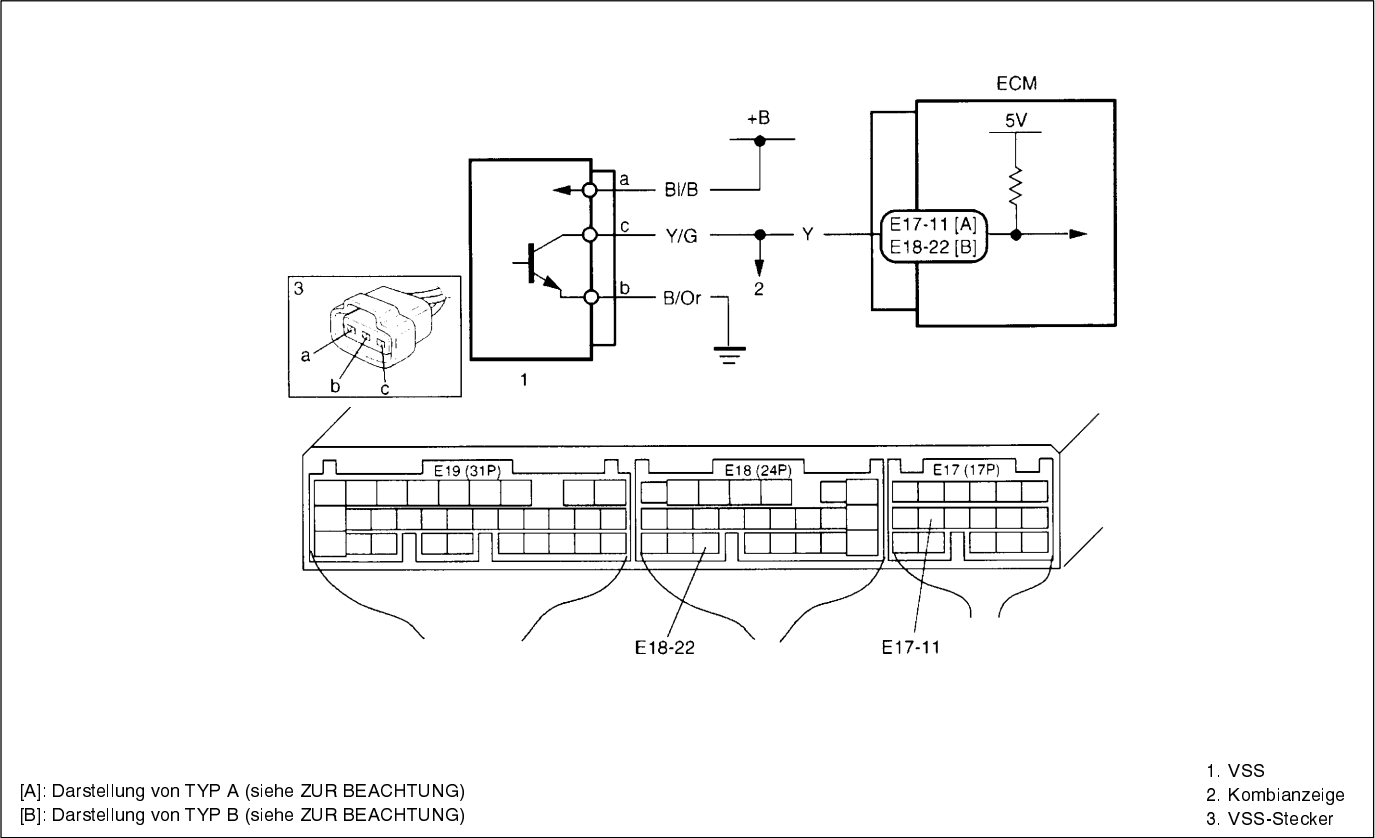 ECM
+B
5V
a
Bl/B
c
Y/G
Y
E17-11 [A]
E18-22 [B]
2
b
B/Or
3
a
b
c
1
E19 (31P)
E18 (24P)
E17 (17P)
E18-22
E17-11
[A]: Darstellung von TYP A (siehe ZUR BEACHTUNG)
[B]: Darstellung von TYP B (siehe ZUR BEACHTUNG)
1. VSS
2. Kombianzeige
3. VSS-Stecker